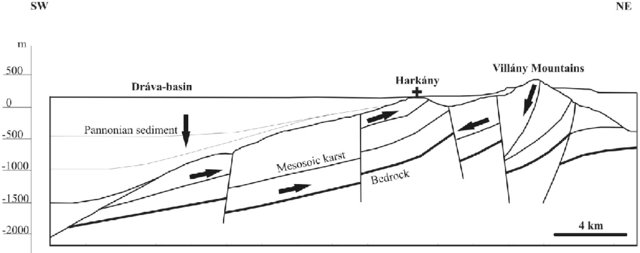 SW
NE
m
500
0
-500
-1000
-1500
-2000
Dráva-basin
Harkány
Villány Mountains
Pannonian sediment
Mesosoic karst
Bedrock
4 km